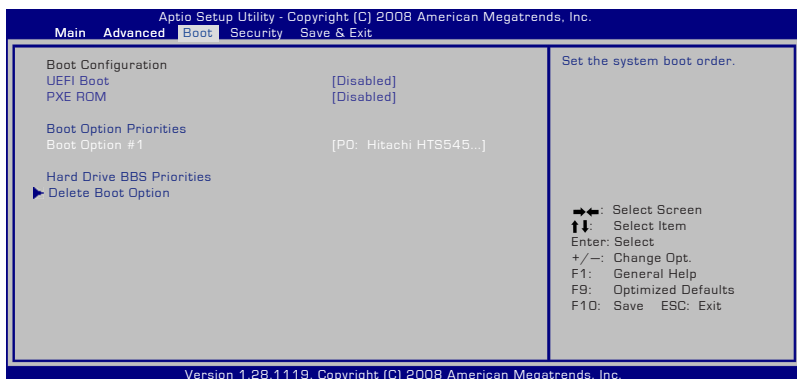 Aptio Setup Utility - Copyright (C) 2008 American Megatrends, Inc.
Main Advanced Boot Security Save & Exit
Boot Configuration
UEFI Boot [Disabled]
PXE ROM [Disabled]
Boot Option Priorities
Boot Option #1 [P0: Hitachi HTS545...]
Hard Drive BBS Priorities
Delete Boot Option
Set the system boot order.
→←: Select Screen
↑↓: Select Item
Enter: Select
+/—: Change Opt.
F1: General Help
F9: Optimized Defaults
F10: Save ESC: Exit
Version 1.28.1119. Copyright (C) 2008 American Megatrends, Inc.